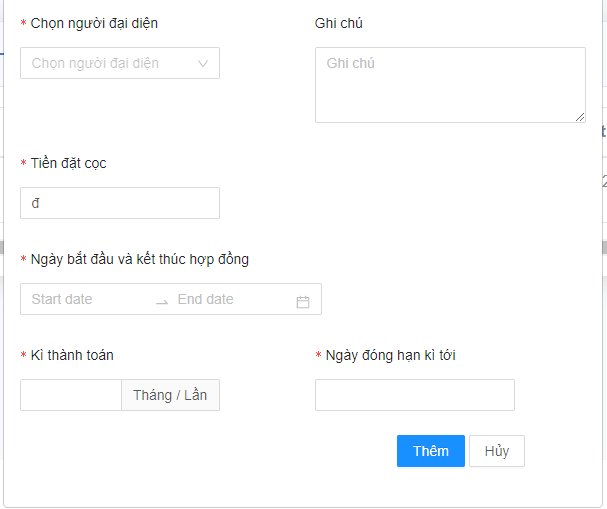 * Chọn người đại diện
Ghi chú
Chọn người đại diện
Ghi chú
* Tiền đặt cọc
đ
* Ngày bắt đầu và kết thúc hợp đồng
Start date → End date
* Kì thành toán
* Ngày đóng hạn kì tới
Tháng / Lần
Thêm
Hủy